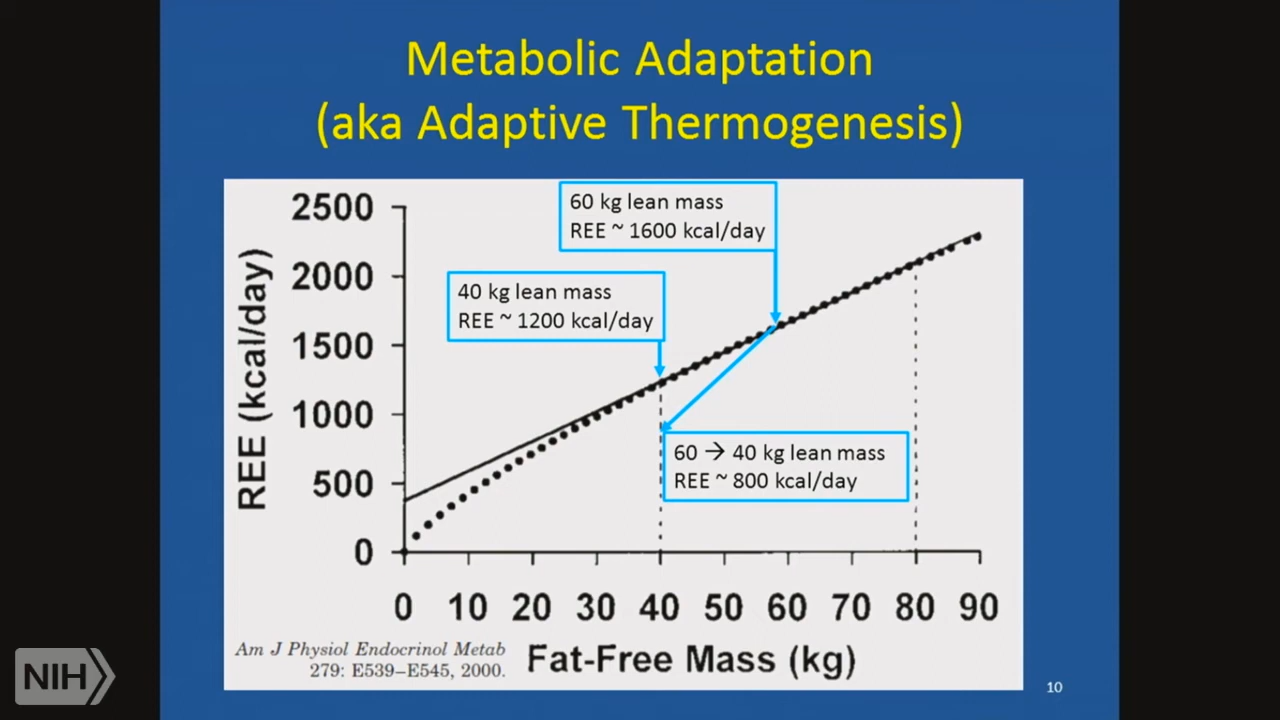 Metabolic Adaptation
(aka Adaptive Thermogenesis)
60 kg lean mass
REE ~ 1600 kcal/day
40 kg lean mass
REE ~ 1200 kcal/day
60 → 40 kg lean mass
REE ~ 800 kcal/day
REE (kcal/day)
2500
2000
1500
1000
500
0
0 10 20 30 40 50 60 70 80 90
Fat-Free Mass (kg)
Am J Physiol Endocrinol Metab
279: E539–E545, 2000.
NIH
10